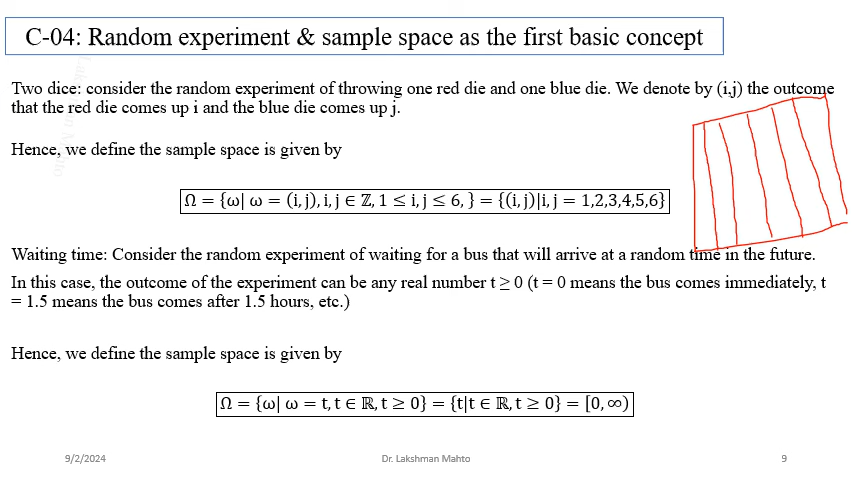 C-04: Random experiment & sample space as the first basic concept
Two dice: consider the random experiment of throwing one red die and one blue die. We denote by (i,j) the outcome
that the red die comes up i and the blue die comes up j.
Hence, we define the sample space is given by
Ω = {ω| ω = (i, j), i, j ∈ ℤ, 1 ≤ i, j ≤ 6, } = {(i, j)|i, j = 1,2,3,4,5,6}
Waiting time: Consider the random experiment of waiting for a bus that will arrive at a random time in the future.
In this case, the outcome of the experiment can be any real number t ≥ 0 (t = 0 means the bus comes immediately, t
= 1.5 means the bus comes after 1.5 hours, etc.)
Hence, we define the sample space is given by
Ω = {ω| ω = t, t ∈ ℝ, t ≥ 0} = {t|t ∈ ℝ, t ≥ 0} = [0, ∞)
9/2/2024
Dr. Lakshman Mahto
9